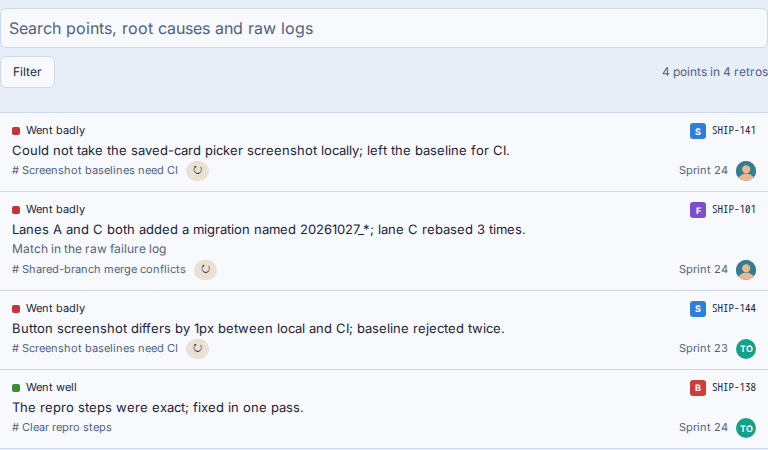 Search points, root causes and raw logs
Filter
4 points in 4 retros
Went badly
S SHIP-141
Could not take the saved-card picker screenshot locally; left the baseline for CI.
# Screenshot baselines need CI
Sprint 24
Went badly
F SHIP-101
Lanes A and C both added a migration named 20261027_*; lane C rebased 3 times.
Match in the raw failure log
# Shared-branch merge conflicts
Sprint 24
Went badly
S SHIP-144
Button screenshot differs by 1px between local and CI; baseline rejected twice.
# Screenshot baselines need CI
Sprint 23 TO
Went well
B SHIP-138
The repro steps were exact; fixed in one pass.
# Clear repro steps
Sprint 24 TO